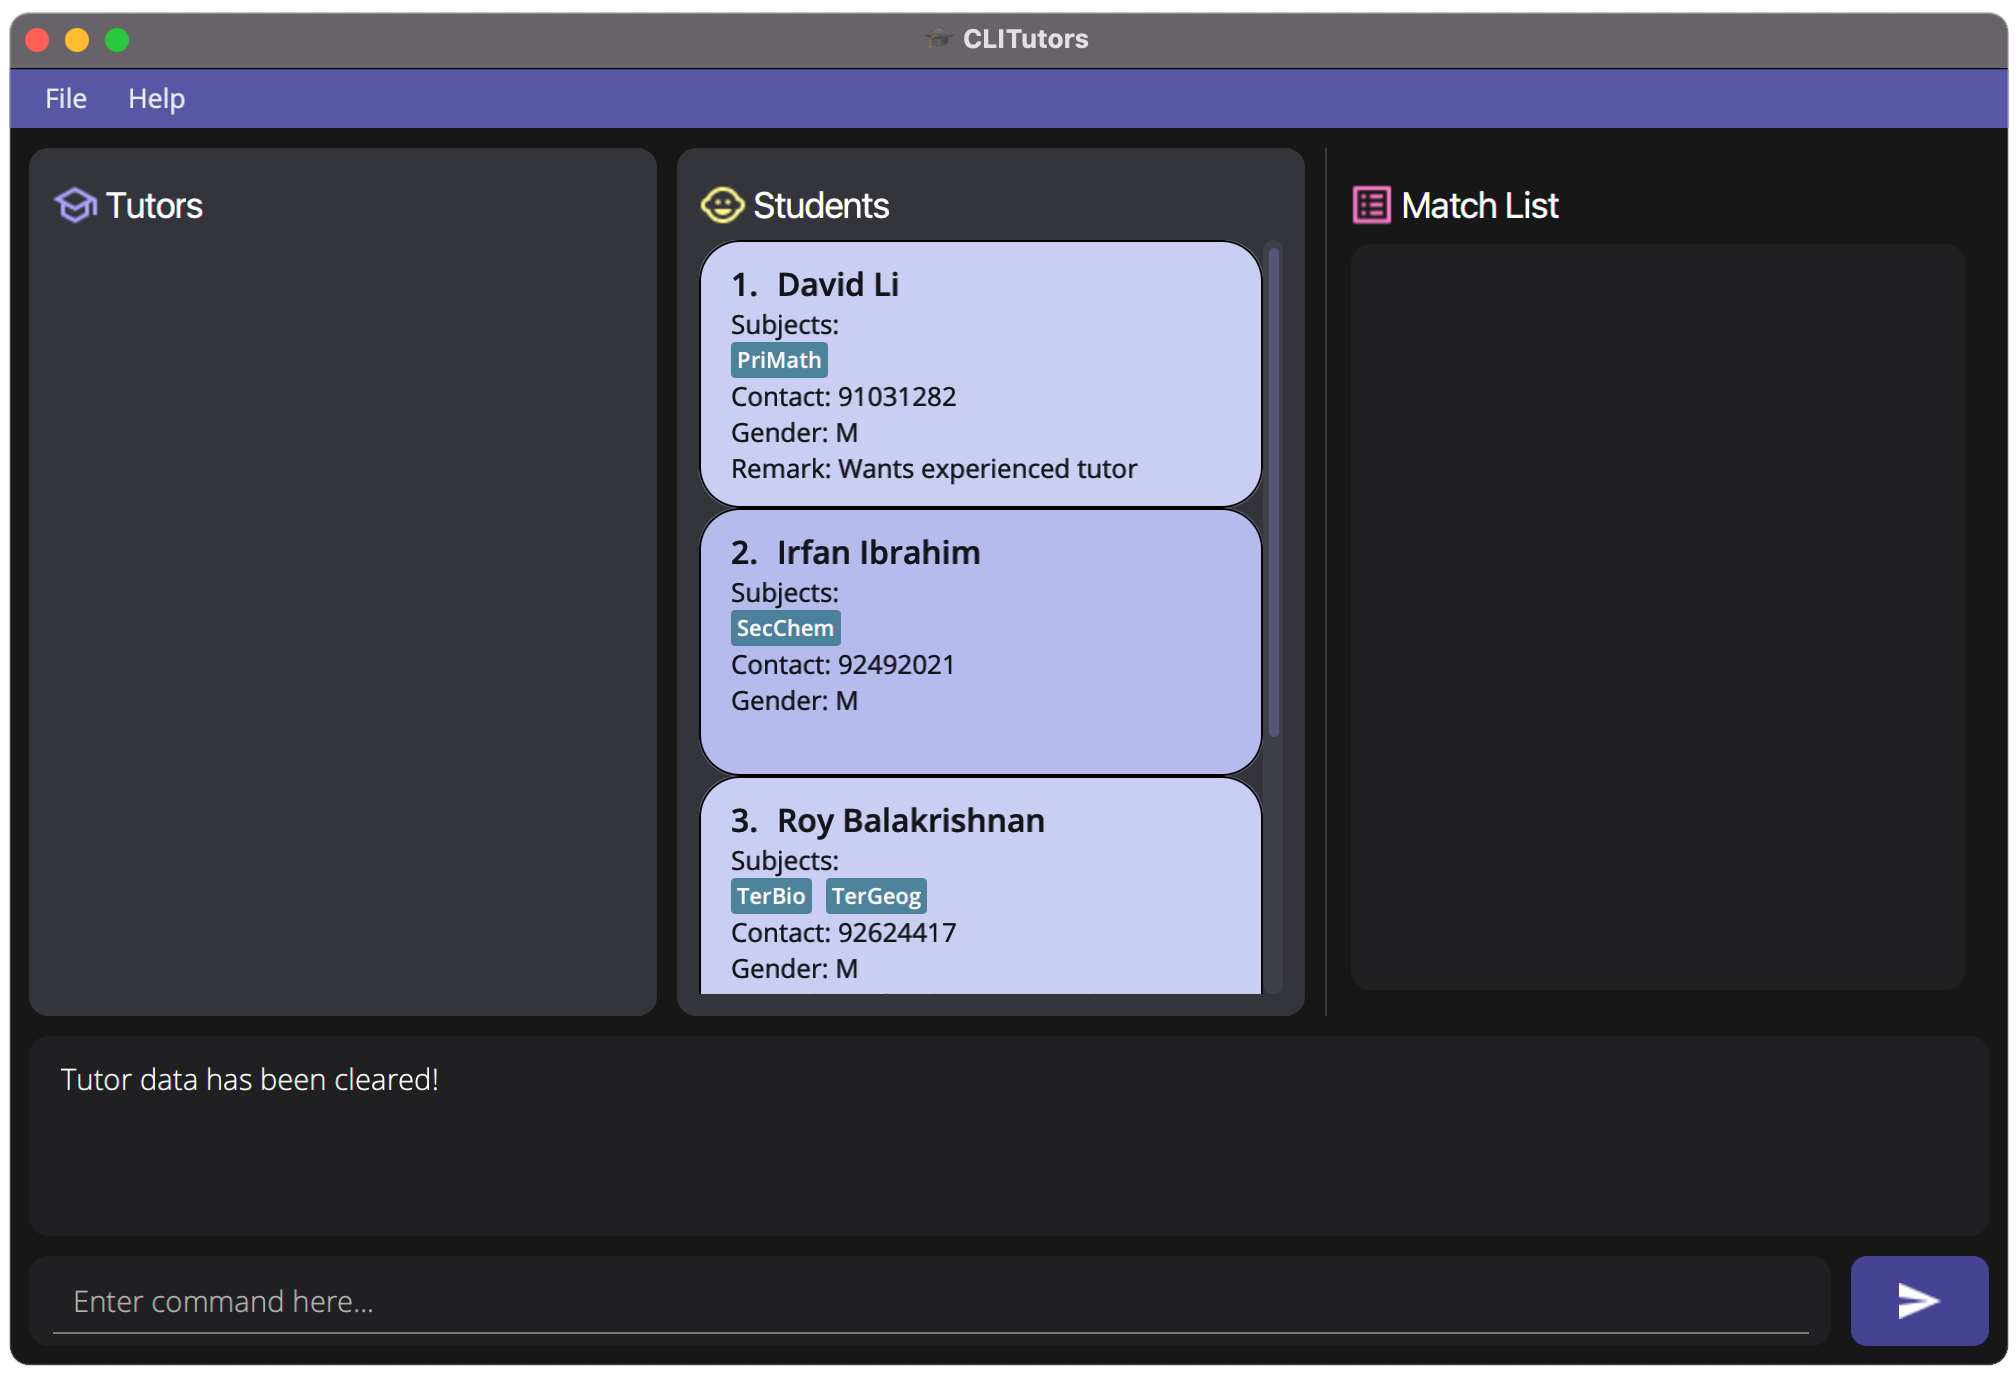 CLITutors
File Help
Tutors
Students
1. David Li
Subjects:
PriMath
Contact: 91031282
Gender: M
Remark: Wants experienced tutor
2. Irfan Ibrahim
Subjects:
SecChem
Contact: 92492021
Gender: M
3. Roy Balakrishnan
Subjects:
TerBio TerGeog
Contact: 92624417
Gender: M
Match List
Tutor data has been cleared!
Enter command here...